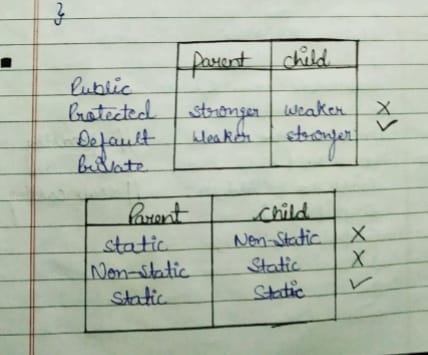 }
Parent child
Public
Protected stronger weaker X
Default weaker stronger ✓
Private
Parent child
static Non-Static X
Non-static Static X
static Static ✓